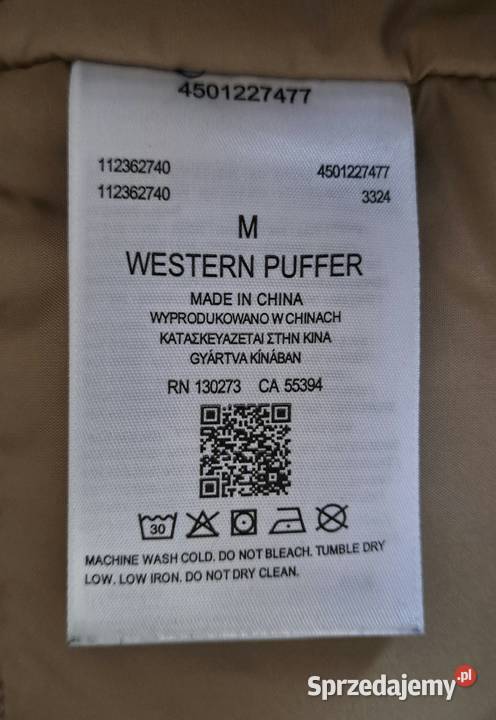 4501227477
112362740 4501227477
112362740 3324
M
WESTERN PUFFER
MADE IN CHINA
WYPRODUKOWANO W CHINACH
ΚΑΤΑΣΚΕΥΑΖΕΤΑΙ ΣΤΗΝ ΚΙΝΑ
GYÁRTVA KÍNÁBAN
RN 130273 CA 55394
30
MACHINE WASH COLD. DO NOT BLEACH. TUMBLE DRY
LOW. LOW IRON. DO NOT DRY CLEAN.
Sprzedajemy.pl